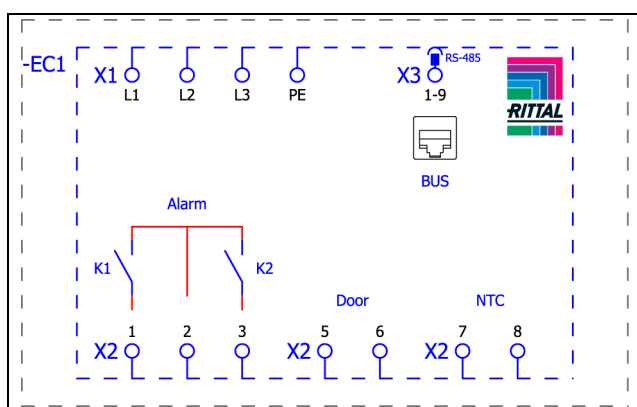 -EC1
X1 L1 L2 L3 PE
X3 RS-485
1-9
RITTAL
BUS
Alarm
K1 K2
Door NTC
X2 1 2 3
X2 5 6
X2 7 8